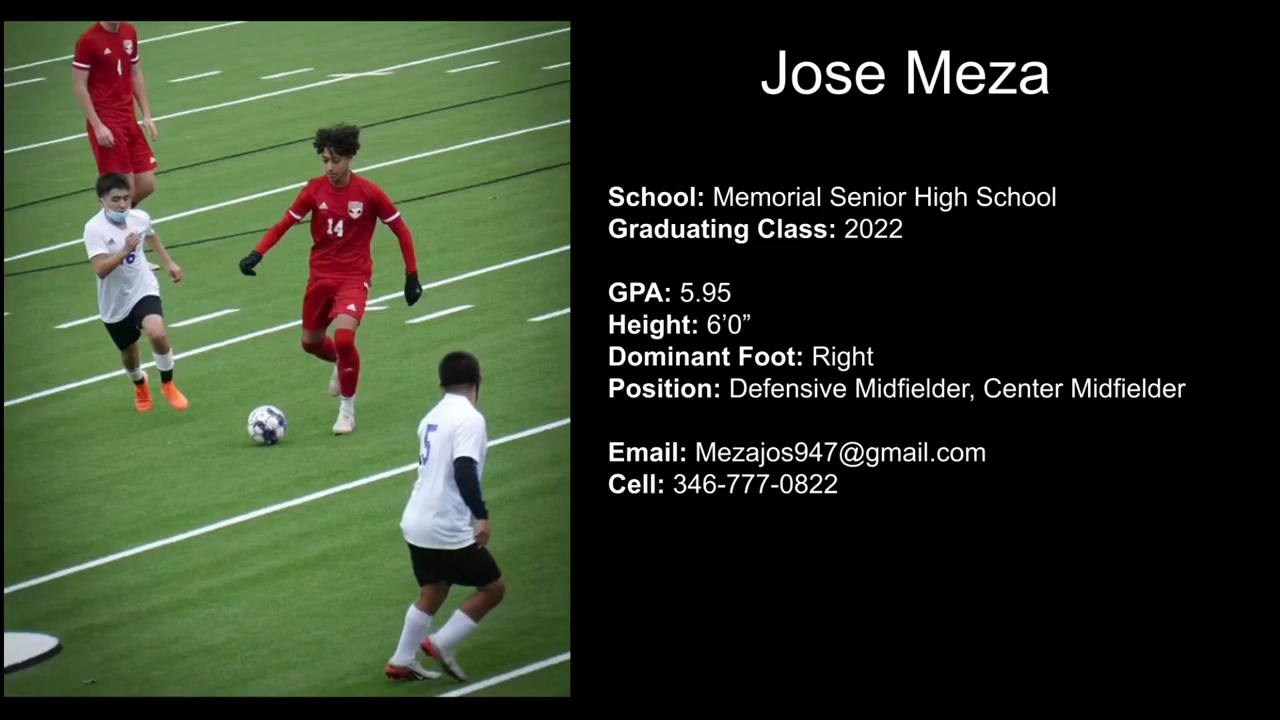 Jose Meza
School: Memorial Senior High School
Graduating Class: 2022
GPA: 5.95
Height: 6’0”
Dominant Foot: Right
Position: Defensive Midfielder, Center Midfielder
Email: Mezajos947@gmail.com
Cell: 346-777-0822
4
14
5